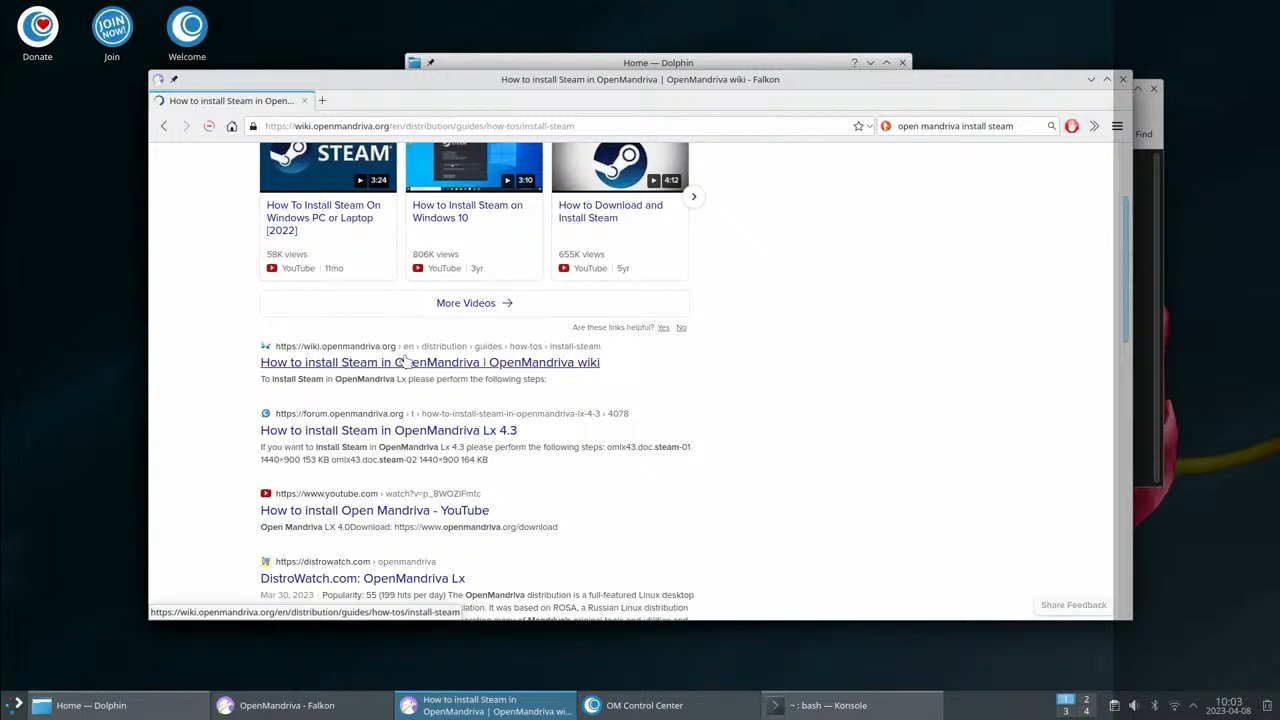 Donate
JOIN NOW!
Join
Welcome
Home — Dolphin
?
How to install Steam in OpenMandriva | OpenMandriva wiki - Falkon
How to install Steam in Open...
https://wiki.openmandriva.org/en/distribution/guides/how-tos/install-steam
open mandriva install steam
Find
STEAM
3:24
How To Install Steam On
Windows PC or Laptop
[2022]
58K views
YouTube | 11mo
3:10
How to Install Steam on
Windows 10
806K views
YouTube | 3yr
4:12
How to Download and
Install Steam
655K views
YouTube | 5yr
More Videos →
Are these links helpful? Yes No
https://wiki.openmandriva.org › en › distribution › guides › how-tos › install-steam
How to install Steam in OpenMandriva | OpenMandriva wiki
To install Steam in OpenMandriva Lx please perform the following steps:
https://forum.openmandriva.org › t › how-to-install-steam-in-openmandriva-lx-4-3 › 4078
How to install Steam in OpenMandriva Lx 4.3
If you want to Install Steam in OpenMandriva Lx 4.3 please perform the following steps: omlx43.doc.steam-01
1440×900 153 KB omlx43.doc.steam-02 1440×900 164 KB
https://www.youtube.com › watch?v=p_8WOZIFmtc
How to install Open Mandriva - YouTube
Open Mandriva LX 4.0Download: https://www.openmandriva.org/download
https://distrowatch.com › openmandriva
DistroWatch.com: OpenMandriva Lx
Mar 30, 2023 · Popularity: 55 (199 hits per day) The OpenMandriva distribution is a full-featured Linux desktop
It was based on ROSA, a Russian Linux distribution
Share Feedback
https://wiki.openmandriva.org/en/distribution/guides/how-tos/install-steam
Home — Dolphin
OpenMandriva - Falkon
How to install Steam in
OpenMandriva | OpenMandriva wi...
OM Control Center
~ : bash — Konsole
1 2
3 4
10:03
2023-04-08